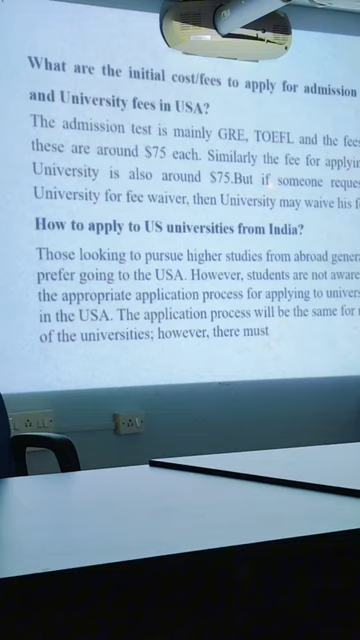 What are the initial cost/fees to apply for admission
and University fees in USA?
The admission test is mainly GRE, TOEFL and the fees
these are around $75 each. Similarly the fee for applyin
University is also around $75.But if someone reques
University for fee waiver, then University may waive his f
How to apply to US universities from India?
Those looking to pursue higher studies from abroad genera
prefer going to the USA. However, students are not aware
the appropriate application process for applying to univers
in the USA. The application process will be the same for
of the universities; however, there must